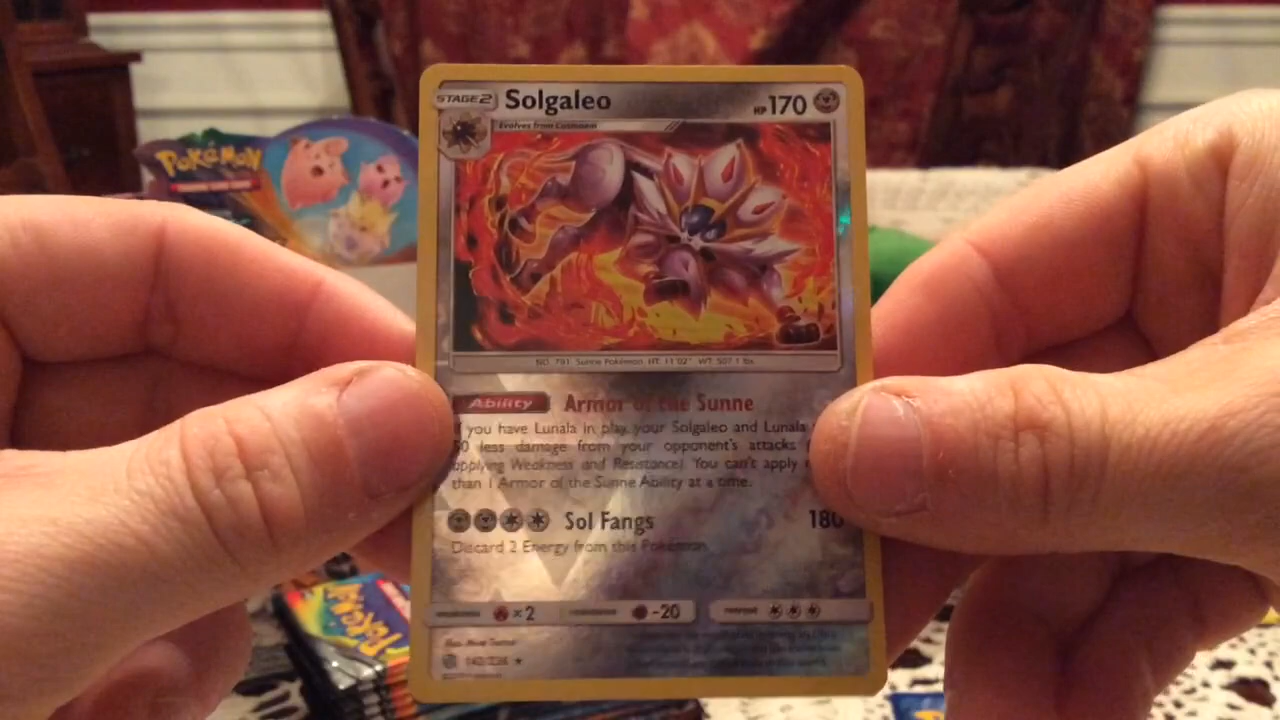 STAGE 2 Solgaleo HP 170
Evolves from Cosmoem
POKéMON
NO. 791 Sunne Pokémon HT: 11'02" WT: 507.1 lbs
Ability Armor of the Sunne
If you have Lunala in play, your Solgaleo and Lunala
less damage from your opponent's attacks
applying Weakness and Resistance). You can't apply
than 1 Armor of the Sunne Ability at a time.
Sol Fangs 180
Discard 2 Energy from this Pokémon.
x2 -20
POKéMON